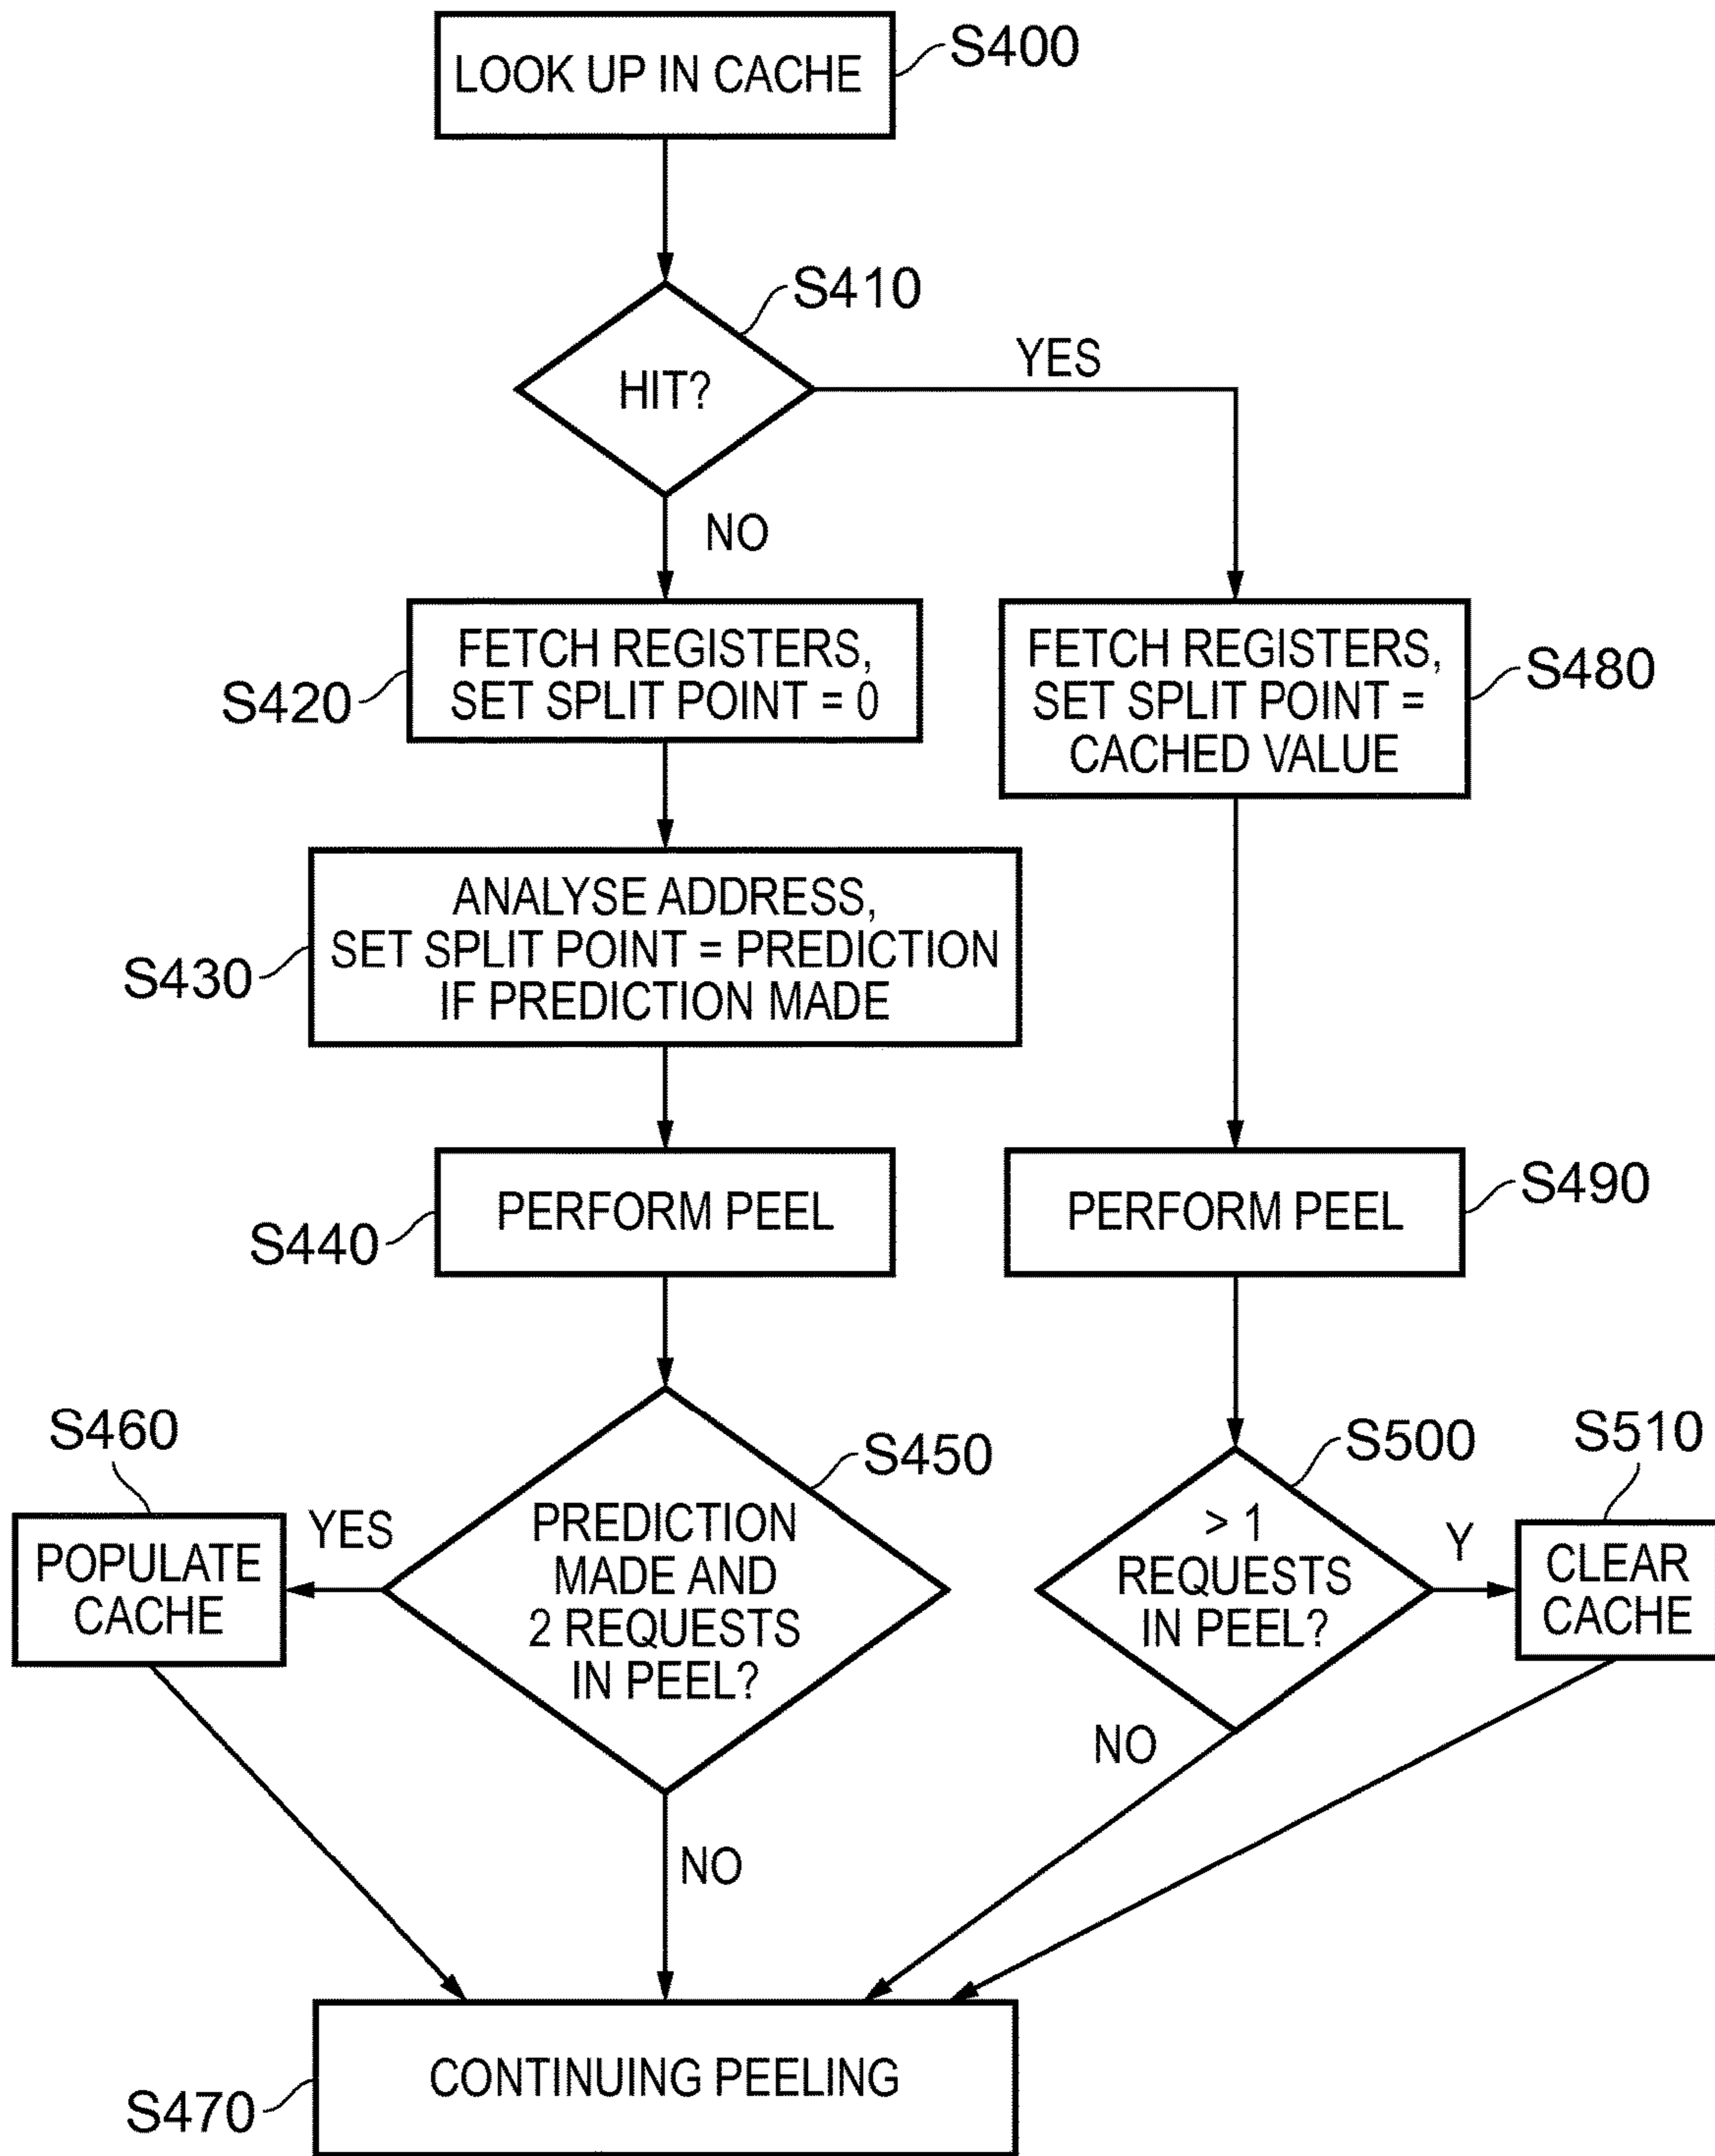 LOOK UP IN CACHE
S400
S410
HIT?
YES
NO
FETCH REGISTERS,
SET SPLIT POINT = 0
S420
FETCH REGISTERS,
SET SPLIT POINT =
CACHED VALUE
S480
ANALYSE ADDRESS,
SET SPLIT POINT = PREDICTION
IF PREDICTION MADE
S430
PERFORM PEEL
S440
PERFORM PEEL
S490
S460
POPULATE
CACHE
YES
S450
PREDICTION
MADE AND
2 REQUESTS
IN PEEL?
NO
S500
> 1
REQUESTS
IN PEEL?
Y
NO
S510
CLEAR
CACHE
CONTINUING PEELING
S470